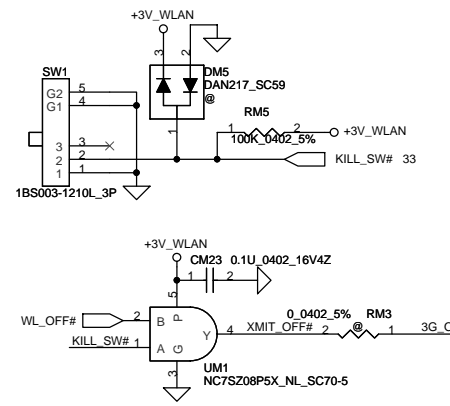 +3V_WLAN
3 2
SW1
DM5
DAN217_SC59
@
G2 5
G1 4
RM5
1
1 2 +3V_WLAN
100K_0402_5%
3 3
2 2
KILL_SW# 33
1 1
1BS003-1210L_3P
+3V_WLAN
CM23 0.1U_0402_16V4Z
1 2
5
0_0402_5% RM3
WL_OFF# 2 B P
Y 4 XMIT_OFF# 2 @ 1 3G_O
KILL_SW# 1 A G
3
UM1
NC7SZ08P5X_NL_SC70-5